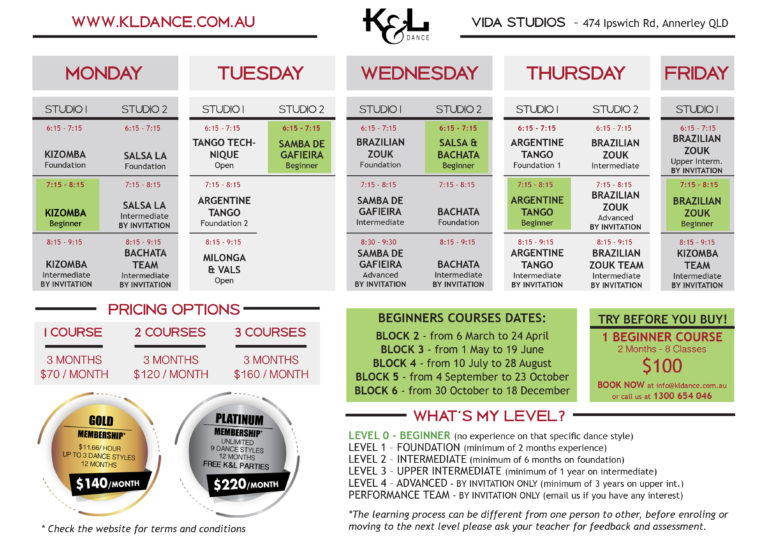 WWW.KLDANCE.COM.AU
K&L
DANCE
VIDA STUDIOS - 474 Ipswich Rd, Annerley QLD
MONDAY
STUDIO 1
6:15 - 7:15
KIZOMBA
Foundation
7:15 - 8:15
KIZOMBA
Beginner
8:15 - 9:15
KIZOMBA
Intermediate
BY INVITATION
STUDIO 2
6:15 - 7:15
SALSA LA
Foundation
7:15 - 8:15
SALSA LA
Intermediate
BY INVITATION
8:15 - 9:15
BACHATA
TEAM
Intermediate
BY INVITATION
TUESDAY
STUDIO 1
6:15 - 7:15
TANGO TECH-
NIQUE
Open
7:15 - 8:15
ARGENTINE
TANGO
Foundation 2
8:15 - 9:15
MILONGA
& VALS
Open
STUDIO 2
6:15 - 7:15
SAMBA DE
GAFIEIRA
Beginner
WEDNESDAY
STUDIO 1
6:15 - 7:15
BRAZILIAN
ZOUK
Foundation
7:15 - 8:15
SAMBA DE
GAFIEIRA
Intermediate
8:30 - 9:30
SAMBA DE
GAFIEIRA
Advanced
BY INVITATION
STUDIO 2
6:15 - 7:15
SALSA &
BACHATA
Beginner
7:15 - 8:15
BACHATA
Foundation
8:15 - 9:15
BACHATA
Intermediate
BY INVITATION
THURSDAY
STUDIO 1
6:15 - 7:15
ARGENTINE
TANGO
Foundation 1
7:15 - 8:15
ARGENTINE
TANGO
Beginner
8:15 - 9:15
ARGENTINE
TANGO
Intermediate
BY INVITATION
STUDIO 2
6:15 - 7:15
BRAZILIAN
ZOUK
Intermediate
7:15 - 8:15
BRAZILIAN
ZOUK
Advanced
BY INVITATION
8:15 - 9:15
BRAZILIAN
ZOUK TEAM
Intermediate
BY INVITATION
FRIDAY
STUDIO 1
6:15 - 7:15
BRAZILIAN
ZOUK
Upper Interm.
BY INVITATION
7:15 - 8:15
BRAZILIAN
ZOUK
Beginner
8:15 - 9:15
KIZOMBA
TEAM
Intermediate
BY INVITATION
PRICING OPTIONS
1 COURSE
3 MONTHS
$70 / MONTH
2 COURSES
3 MONTHS
$120 / MONTH
3 COURSES
3 MONTHS
$160 / MONTH
GOLD
MEMBERSHIP*
$11.66/ HOUR
UP TO 3 DANCE STYLES
12 MONTHS
$140/MONTH
PLATINUM
MEMBERSHIP*
UNLIMITED
9 DANCE STYLES
12 MONTHS
FREE K&L PARTIES
$220/MONTH
* Check the website for terms and conditions
BEGINNERS COURSES DATES:
BLOCK 2 - from 6 March to 24 April
BLOCK 3 - from 1 May to 19 June
BLOCK 4 - from 10 July to 28 August
BLOCK 5 - from 4 September to 23 October
BLOCK 6 - from 30 October to 18 December
TRY BEFORE YOU BUY!
1 BEGINNER COURSE
2 Months - 8 Classes
$100
BOOK NOW at info@kldance.com.au
or call us at 1300 654 046
WHAT'S MY LEVEL?
LEVEL 0 - BEGINNER (no experience on that specific dance style)
LEVEL 1 - FOUNDATION (minimum of 2 months experience)
LEVEL 2 - INTERMEDIATE (minimum of 6 months on foundation)
LEVEL 3 - UPPER INTERMEDIATE (minimum of 1 year on intermediate)
LEVEL 4 - ADVANCED - BY INVITATION ONLY (minimum of 3 years on upper int.)
PERFORMANCE TEAM - BY INVITATION ONLY (email us if you have any interest)
*The learning process can be different from one person to other, before enroling or
moving to the next level please ask your teacher for feedback and assessment.